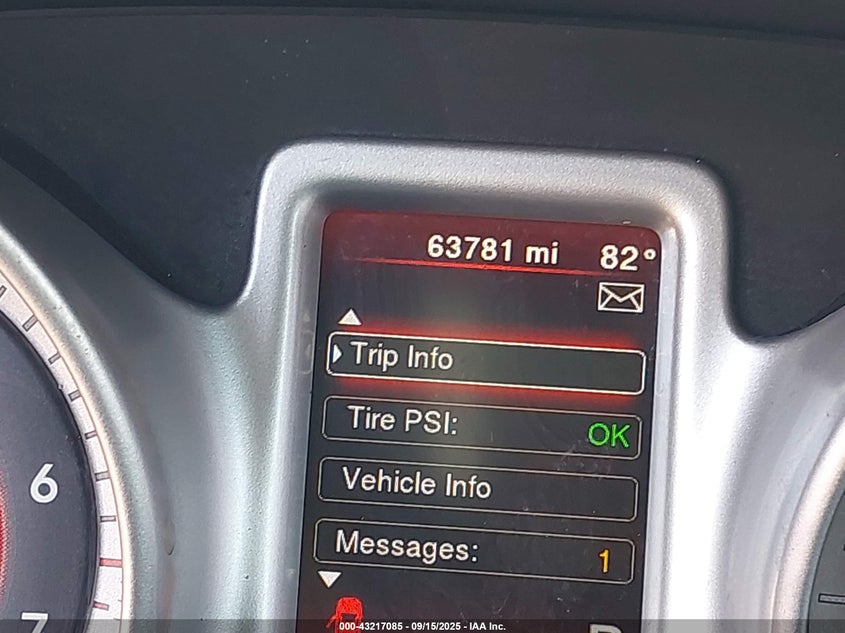 63781 mi 82°
Trip Info
Tire PSI: OK
Vehicle Info
Messages: 1
6
7
000-43217085 - 09/15/2025 - IAA Inc.